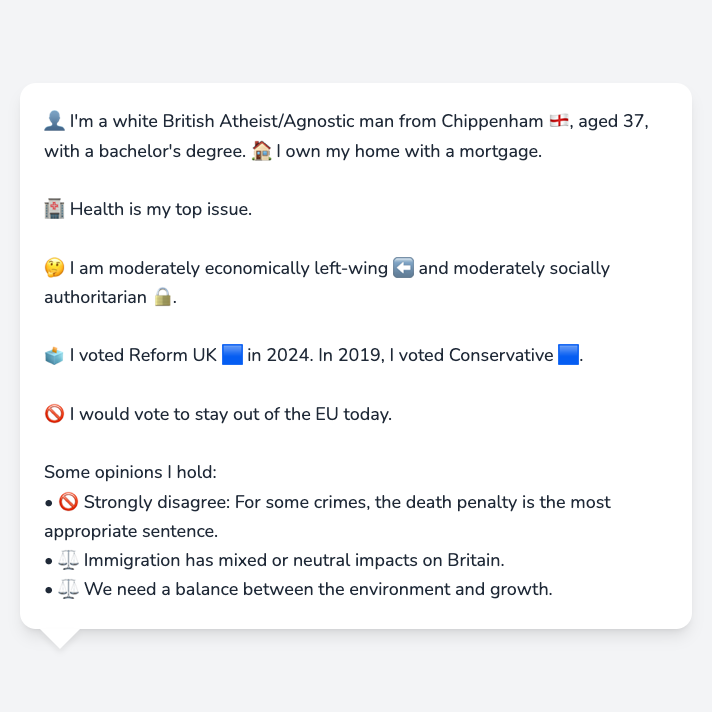 👤 I'm a white British Atheist/Agnostic man from Chippenham 🏴󠁧󠁢󠁥󠁮󠁧󠁿, aged 37,
with a bachelor's degree. 🏠 I own my home with a mortgage.
🏥 Health is my top issue.
🤔 I am moderately economically left-wing ⬅️ and moderately socially
authoritarian 🔒.
🗳️ I voted Reform UK 🟦 in 2024. In 2019, I voted Conservative 🟦.
🚫 I would vote to stay out of the EU today.
Some opinions I hold:
• 🚫 Strongly disagree: For some crimes, the death penalty is the most
appropriate sentence.
• ⚖️ Immigration has mixed or neutral impacts on Britain.
• ⚖️ We need a balance between the environment and growth.